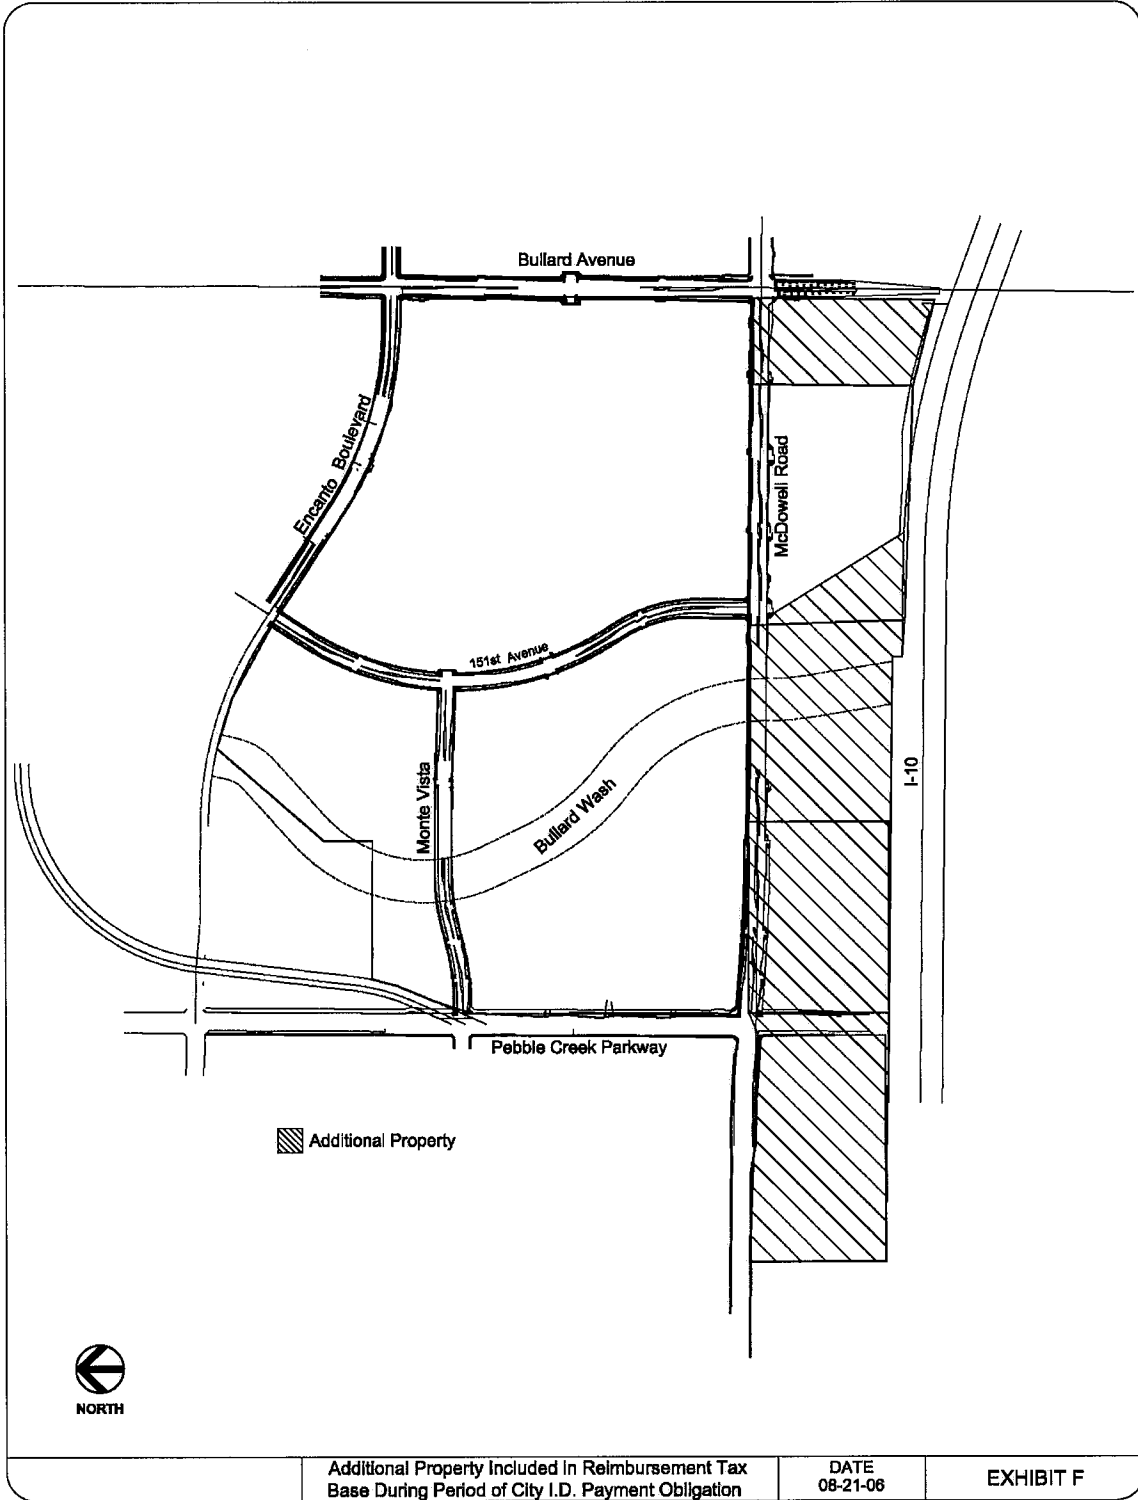 Bullard Avenue
Encanto Boulevard
McDowell Road
151st Avenue
Monte Vista
Bullard Wash
I-10
Pebble Creek Parkway
Additional Property
NORTH
Additional Property Included in Reimbursement Tax
Base During Period of City I.D. Payment Obligation
DATE
08-21-06
EXHIBIT F